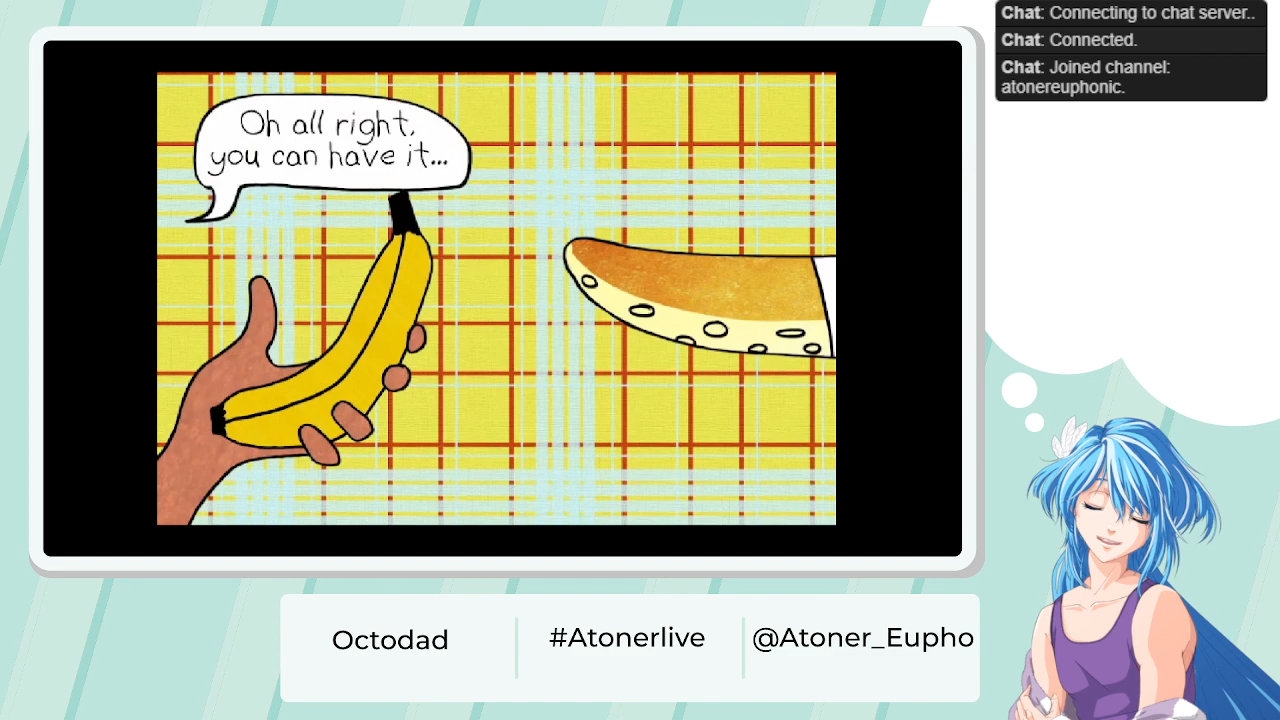 Oh all right,
you can have it...
Chat: Connecting to chat server..
Chat: Connected.
Chat: Joined channel:
atonereuphonic.
Octodad
#Atonerlive
@Atoner_Eupho